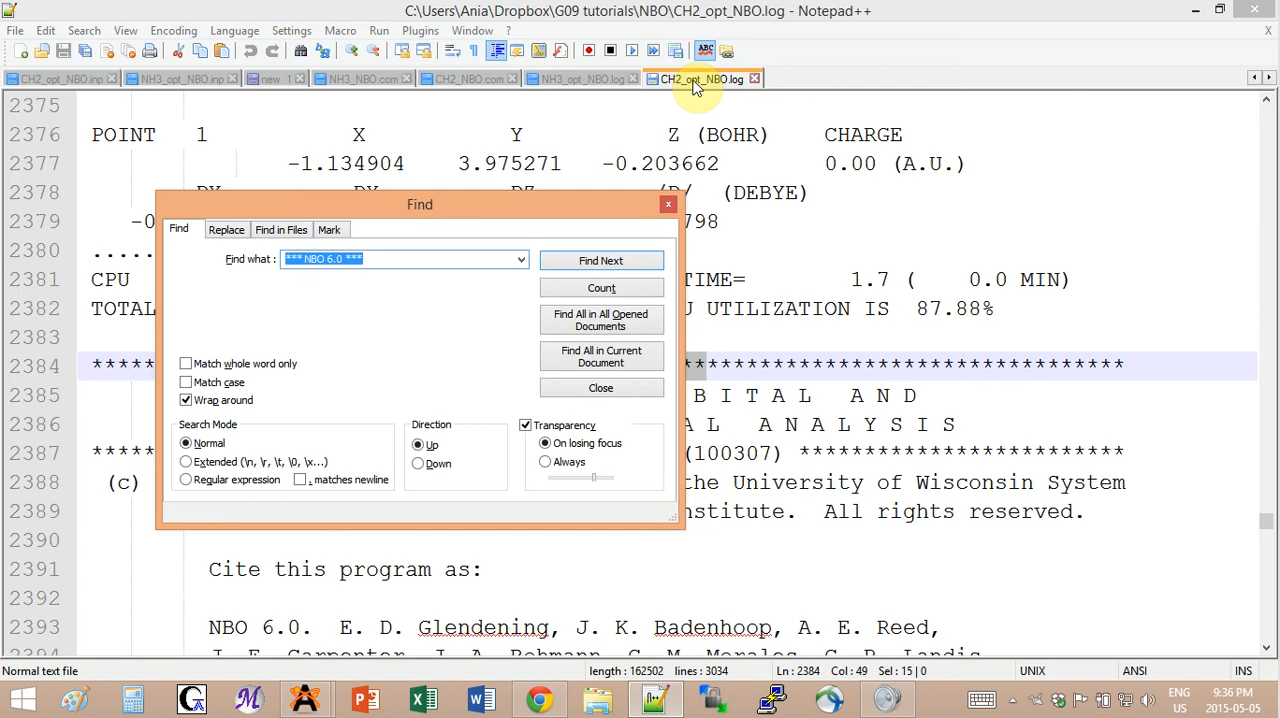 C:\Users\Ania\Dropbox\G09 tutorials\NBO\CH2_opt_NBO.log - Notepad++
File Edit Search View Encoding Language Settings Macro Run Plugins Window ? X
CH2_opt_NBO.inp NH3_opt_NBO.inp new 1 NH3_NBO.com CH2_NBO.com NH3_opt_NBO.log CH2_opt_NBO.log
2375
2376 POINT 1 X Y Z (BOHR) CHARGE
2377 -1.134904 3.975271 -0.203662 0.00 (A.U.)
2378 DX DY DZ /D/ (DEBYE)
2379 -0 798
2380 .....
2381 CPU TIME= 1.7 ( 0.0 MIN)
2382 TOTAL U UTILIZATION IS 87.88%
2383
2384 ***** **********************************
2385 B I T A L A N D
2386 A L A N A L Y S I S
2387 ***** (100307) *************************
2388 (c) the University of Wisconsin System
2389 nstitute. All rights reserved.
2390
2391 Cite this program as:
2392
2393 NBO 6.0. E. D. Glendening, J. K. Badenhoop, A. E. Reed,
J. E. Carpenter, J. A. Bohmann, C. M. Morales, C. R. Landis,
Find
Find Replace Find in Files Mark
Find what : *** NBO 6.0 ***
Find Next
Count
Find All in All Opened Documents
Find All in Current Document
Close
Match whole word only
Match case
Wrap around
Search Mode
Normal
Extended (\n, \r, \t, \0, \x...)
Regular expression . matches newline
Direction
Up
Down
Transparency
On losing focus
Always
Normal text file length : 162502 lines : 3034 Ln : 2384 Col : 49 Sel : 15 | 0 UNIX ANSI INS
ENG 9:36 PM
US 2015-05-05